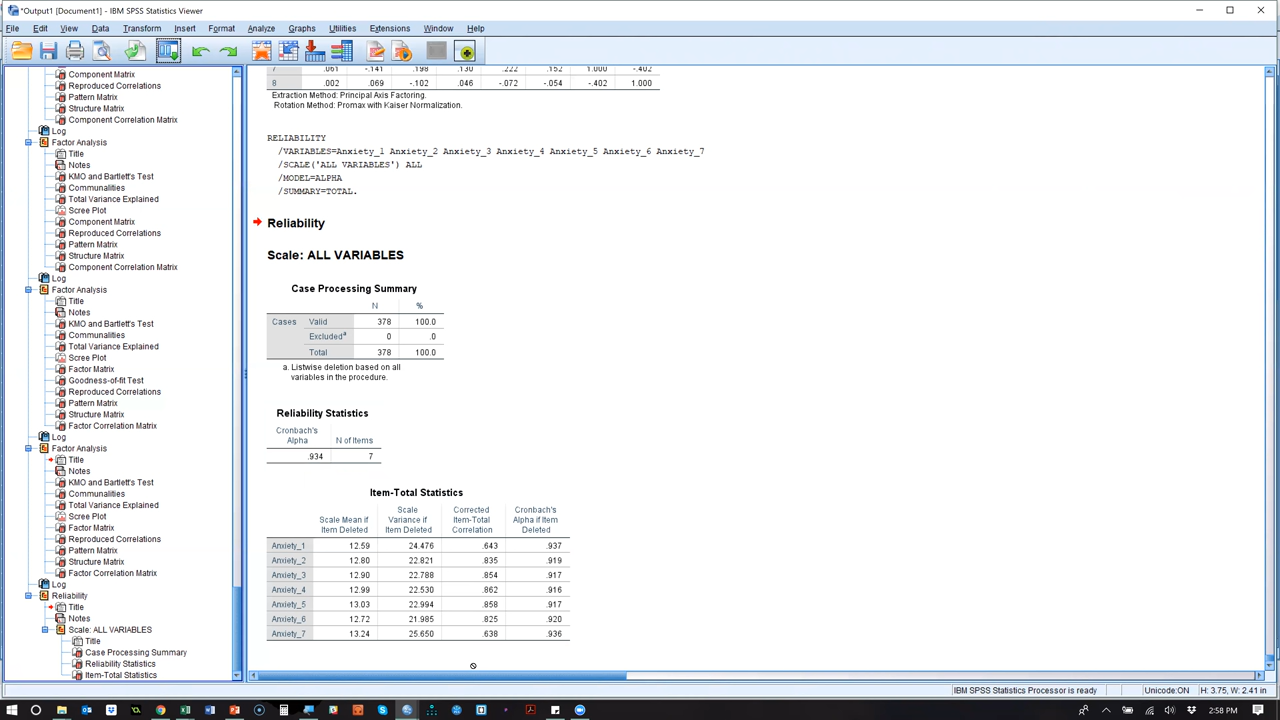 *Output1 [Document1] - IBM SPSS Statistics Viewer
File Edit View Data Transform Insert Format Analyze Graphs Utilities Extensions Window Help
Component Matrix
Reproduced Correlations
Pattern Matrix
Structure Matrix
Component Correlation Matrix
Log
Factor Analysis
Title
Notes
KMO and Bartlett's Test
Communalities
Total Variance Explained
Scree Plot
Component Matrix
Reproduced Correlations
Pattern Matrix
Structure Matrix
Component Correlation Matrix
Log
Factor Analysis
Title
Notes
KMO and Bartlett's Test
Communalities
Total Variance Explained
Scree Plot
Factor Matrix
Goodness-of-fit Test
Reproduced Correlations
Pattern Matrix
Structure Matrix
Factor Correlation Matrix
Log
Factor Analysis
Title
Notes
KMO and Bartlett's Test
Communalities
Total Variance Explained
Scree Plot
Factor Matrix
Reproduced Correlations
Pattern Matrix
Structure Matrix
Factor Correlation Matrix
Log
Reliability
Title
Notes
Scale: ALL VARIABLES
Title
Case Processing Summary
Reliability Statistics
Item-Total Statistics
7 .061 -.141 .198 .130 .222 .152 1.000 -.402
8 .002 .069 -.102 .046 -.072 -.054 -.402 1.000
Extraction Method: Principal Axis Factoring.
Rotation Method: Promax with Kaiser Normalization.
RELIABILITY
/VARIABLES=Anxiety_1 Anxiety_2 Anxiety_3 Anxiety_4 Anxiety_5 Anxiety_6 Anxiety_7
/SCALE('ALL VARIABLES') ALL
/MODEL=ALPHA
/SUMMARY=TOTAL.
Reliability
Scale: ALL VARIABLES
Case Processing Summary
N %
Cases Valid 378 100.0
Excludedª 0 .0
Total 378 100.0
a. Listwise deletion based on all
variables in the procedure.
Reliability Statistics
Cronbach's
Alpha N of Items
.934 7
Item-Total Statistics
Scale Mean if Item Deleted Scale Variance if Item Deleted Corrected Item-Total Correlation Cronbach's Alpha if Item Deleted
Anxiety_1 12.59 24.476 .643 .937
Anxiety_2 12.80 22.821 .835 .919
Anxiety_3 12.90 22.788 .854 .917
Anxiety_4 12.99 22.530 .862 .916
Anxiety_5 13.03 22.994 .858 .917
Anxiety_6 12.72 21.985 .825 .920
Anxiety_7 13.24 25.650 .638 .936
IBM SPSS Statistics Processor is ready Unicode:ON H: 3.75, W: 2.41 in
2:58 PM